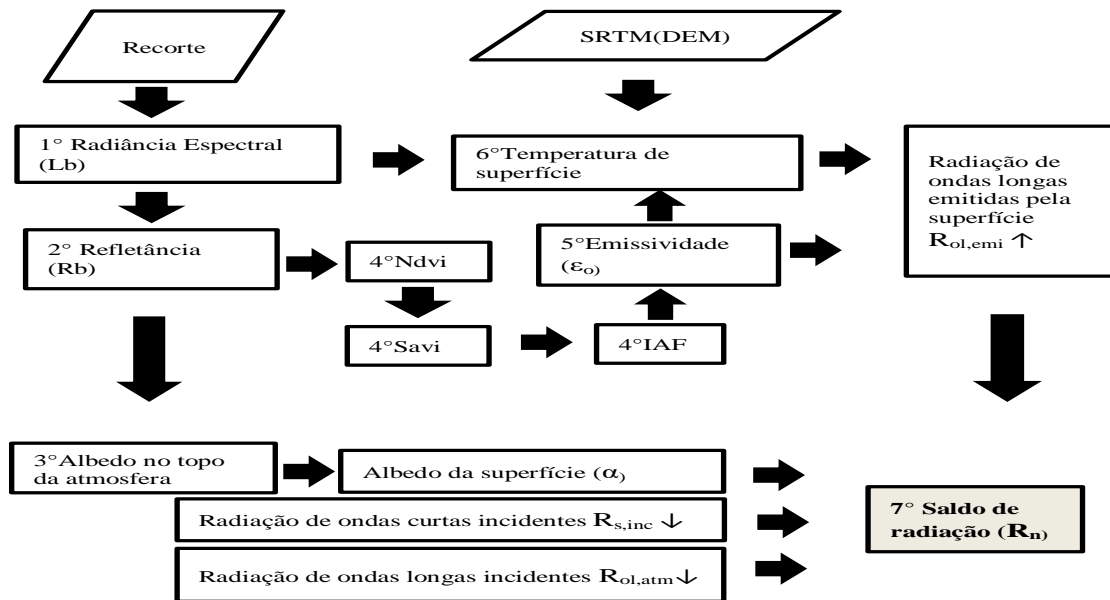 Recorte
SRTM(DEM)
1° Radiância Espectral
(Lb)
6°Temperatura de
superfície
Radiação de
ondas longas
emitidas pela
superfície
Rol,emi ↑
2° Refletância
(Rb)
4°Ndvi
5°Emissividade
(εo)
4°Savi
4°IAF
3°Albedo no topo
da atmosfera
Albedo da superfície (α)
Radiação de ondas curtas incidentes Rs,inc ↓
Radiação de ondas longas incidentes Rol,atm↓
7° Saldo de
radiação (Rn)